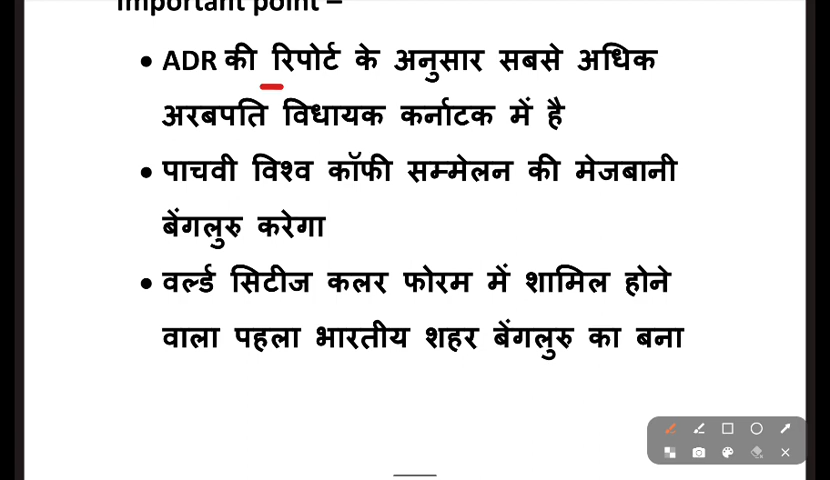 Important point –
• ADR की रिपोर्ट के अनुसार सबसे अधिक
अरबपति विधायक कर्नाटक में है
• पाचवी विश्व कॉफी सम्मेलन की मेजबानी
बेंगलुरु करेगा
• वर्ल्ड सिटीज कलर फोरम में शामिल होने
वाला पहला भारतीय शहर बेंगलुरु का बना